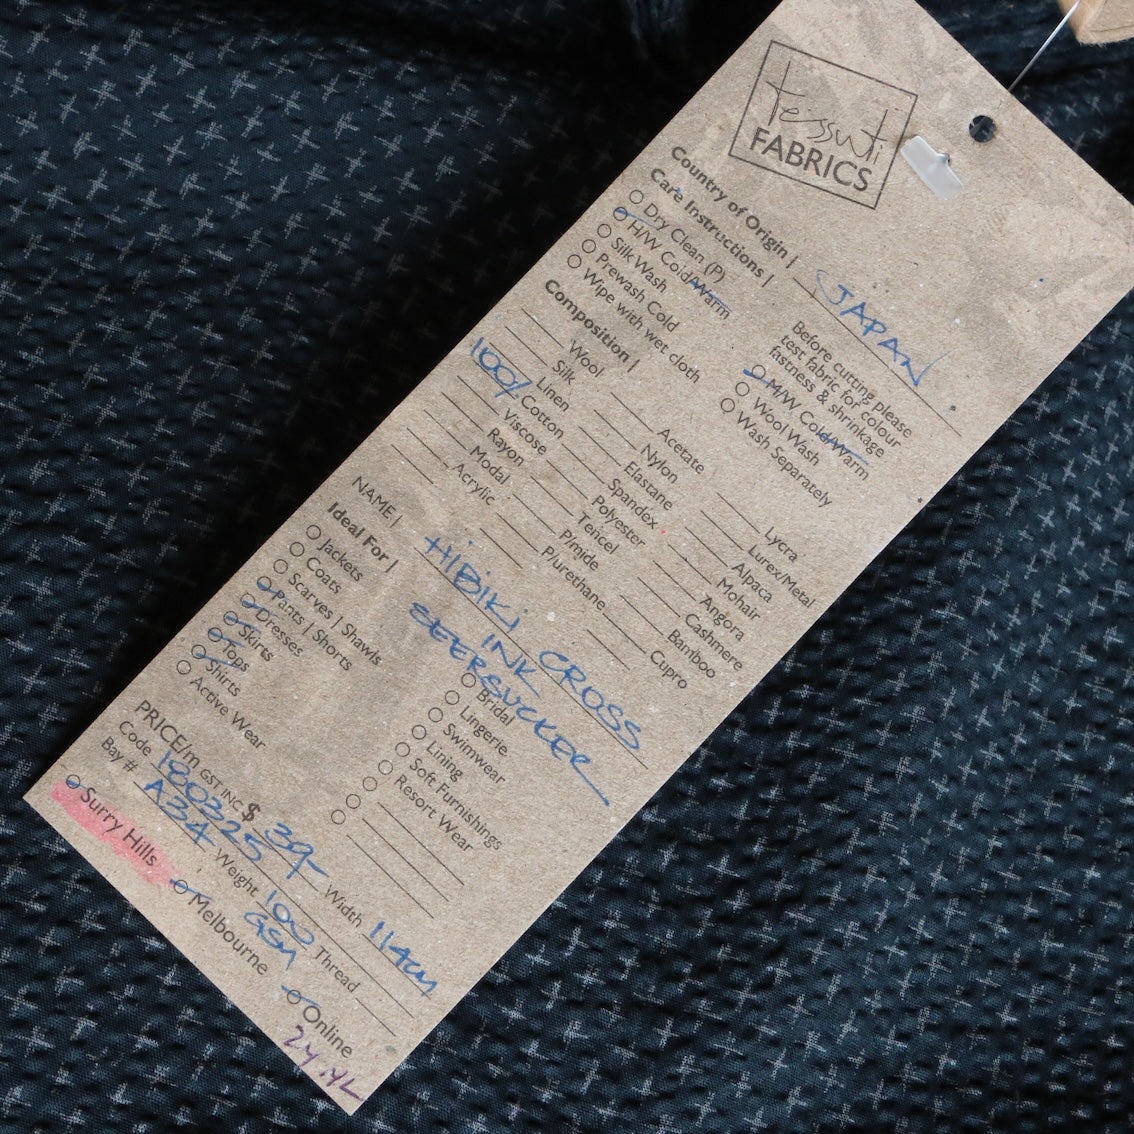 tessuti
FABRICS
Country of Origin | JAPAN
Care Instructions |
Dry Clean (P)
H/W Cold/Warm
Silk Wash
Prewash Cold
Wipe with wet cloth
Before cutting please
test fabric for colour
fastness & shrinkage
M/W Cold/Warm
Wool Wash
Wash Separately
Composition |
Wool
Silk
Linen
100% Cotton
Viscose
Rayon
Modal
Acrylic
Acetate
Nylon
Elastane
Spandex
Polyester
Tencel
P/mide
Purethane
Lycra
Lurex/Metal
Alpaca
Mohair
Angora
Cashmere
Bamboo
Cupro
NAME | HIBIKI INK CROSS
SEERSUCKER
Ideal For |
Jackets
Coats
Scarves | Shawls
Pants | Shorts
Dresses
Skirts
Tops
Shirts
Active Wear
Bridal
Lingerie
Swimwear
Lining
Soft Furnishings
Resort Wear
PRICE/m GST INC $ 39- Width 114cm
Code 1803325 Weight 100 GSM Thread
Bay # A34
Surry Hills Melbourne Online